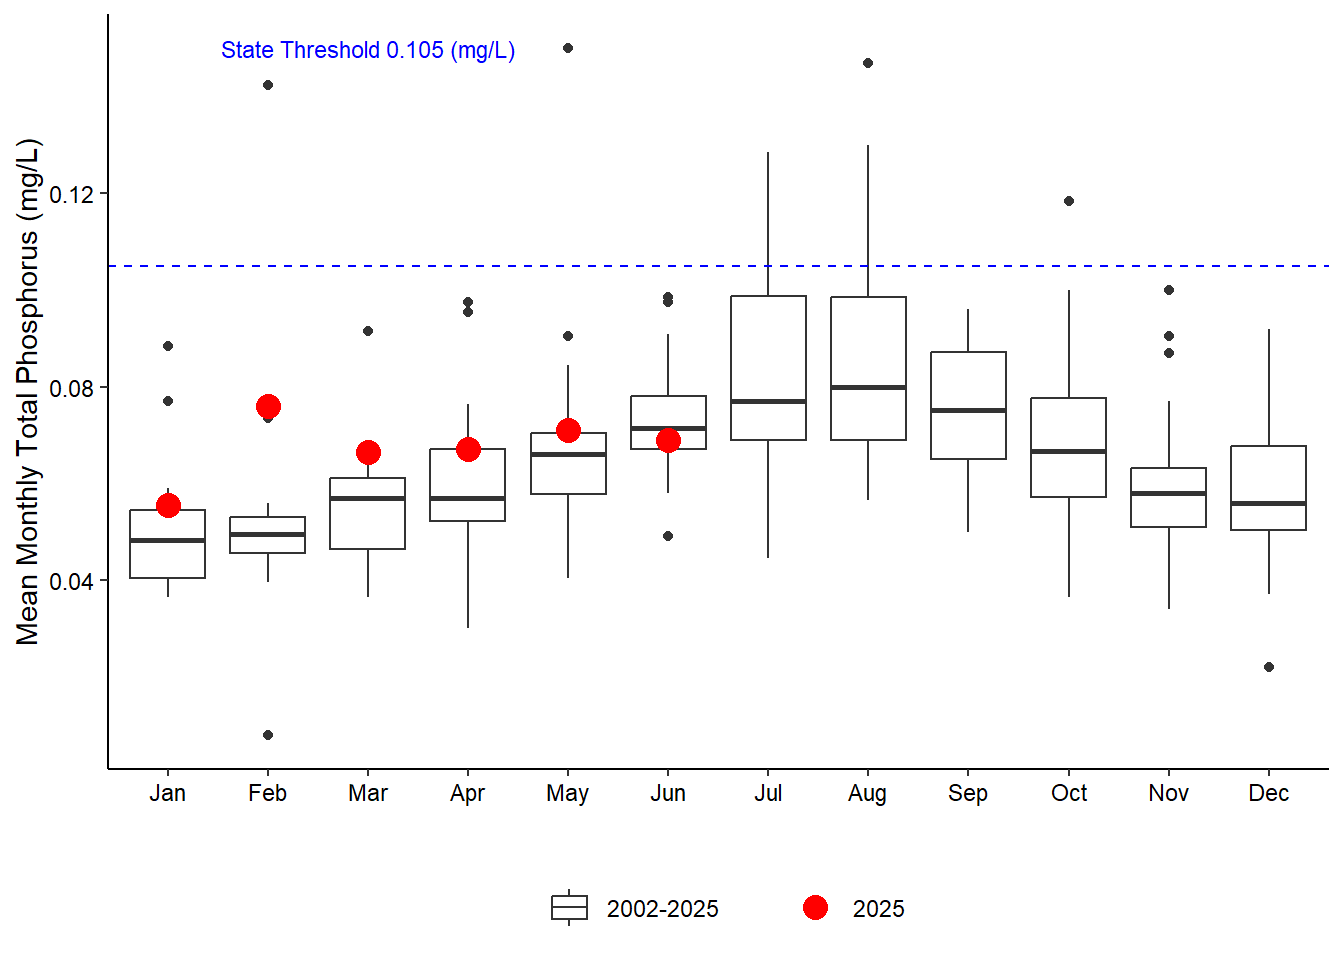 State Threshold 0.105 (mg/L)
Mean Monthly Total Phosphorus (mg/L)
0.12
0.08
0.04
Jan Feb Mar Apr May Jun Jul Aug Sep Oct Nov Dec
2002-2025 2025